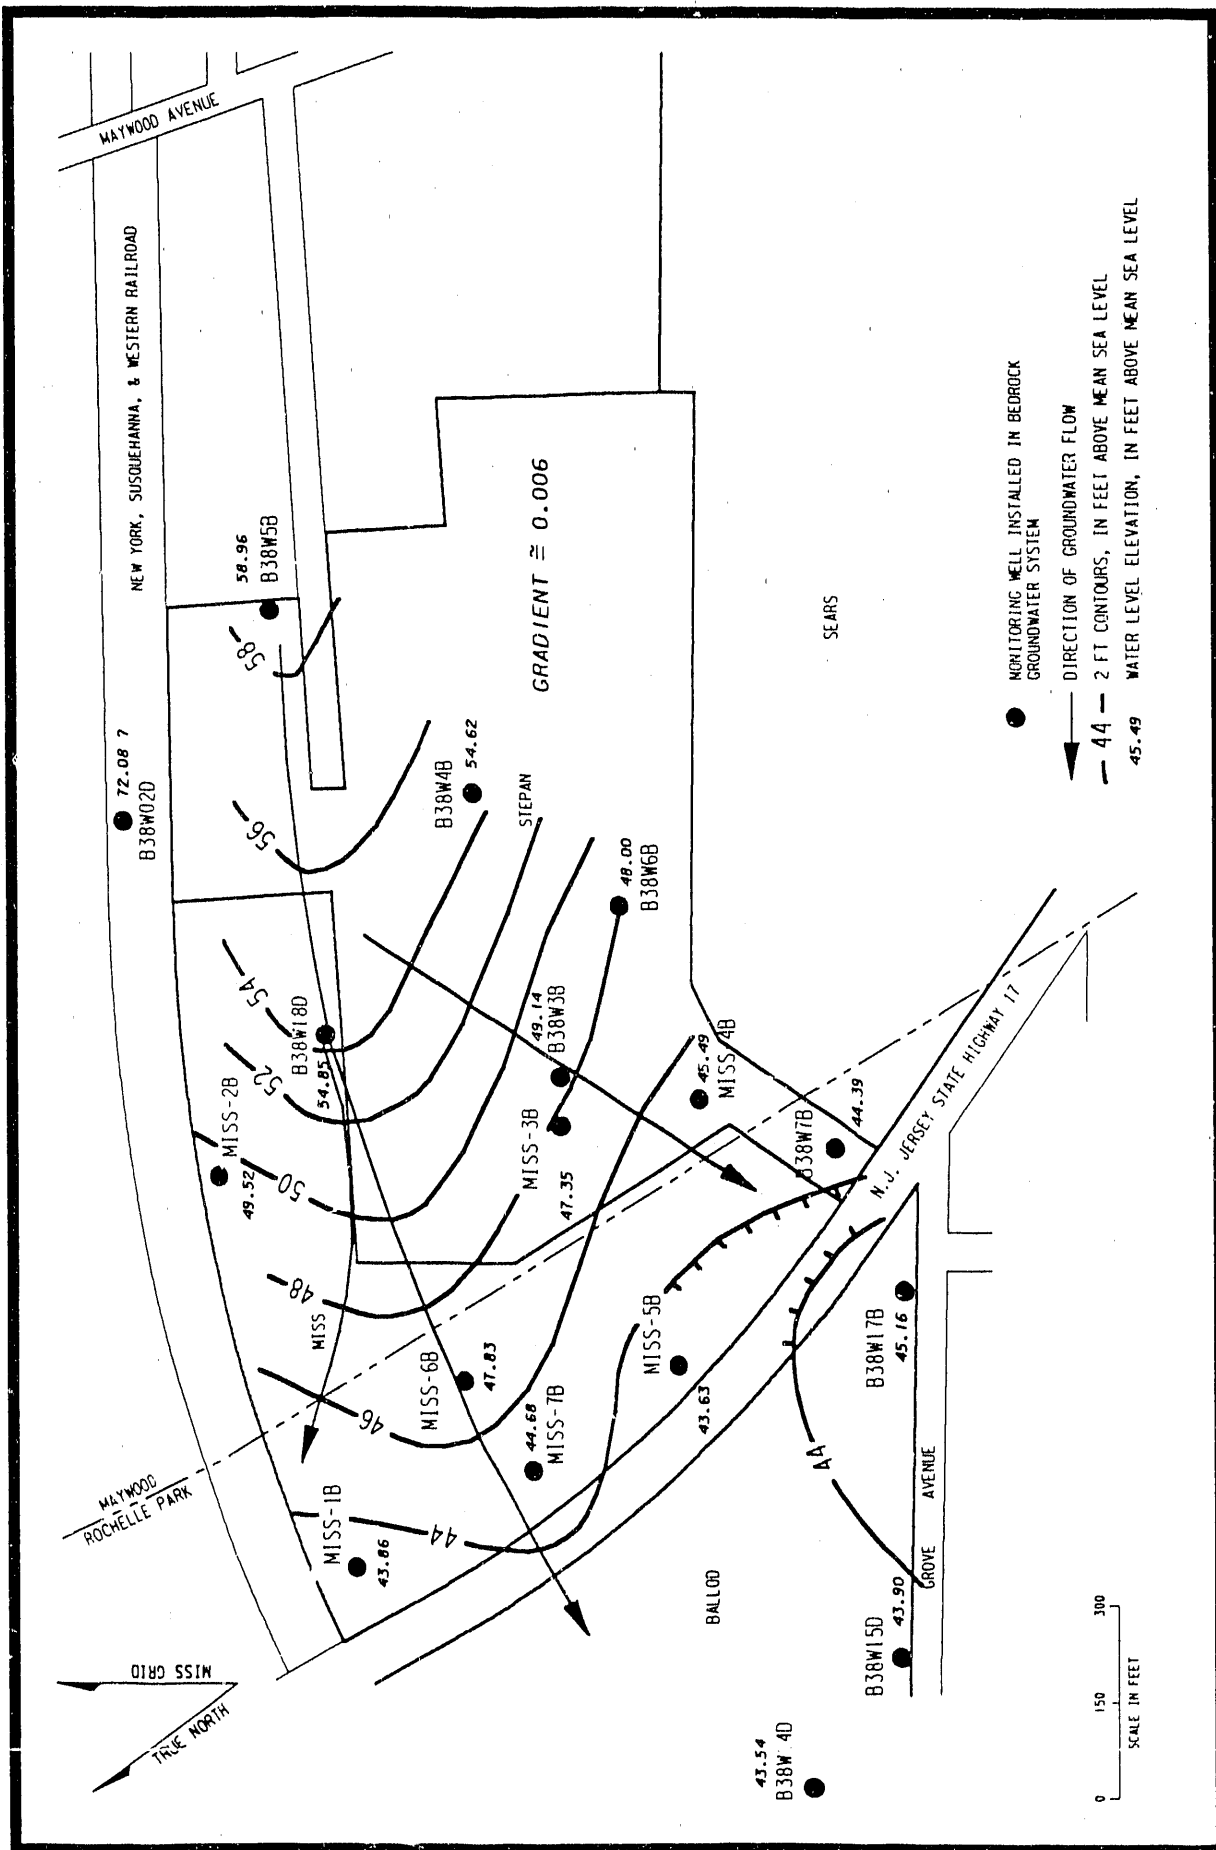 MAYWOOD AVENUE
NEW YORK, SUSQUEHANNA, & WESTERN RAILROAD
58.96
B38W5B
58
72.08 ?
B38W02D
56
B38W4B
54.62
STEPAN
GRADIENT ≅ 0.006
54
52
B38W18D
54.85
MISS-2B
49.52
50
48.00
B38W6B
49.14
B38W3B
MISS-3B
47.35
45.49
MISS-4B
B38W7B
44.39
48
MISS
MISS-6B
47.83
46
44.68
MISS-7B
MISS-5B
43.63
MAYWOOD
ROCHELLE PARK
MISS-1B
43.86
44
N.J. JERSEY STATE HIGHWAY 17
B38W17B
45.16
44
GROVE AVENUE
BALLOD
B38W15D
43.90
43.54
B38W 4D
SEARS
MISS GRID
TRUE NORTH
MONITORING WELL INSTALLED IN BEDROCK
GROUNDWATER SYSTEM
DIRECTION OF GROUNDWATER FLOW
44
2 FT CONTOURS, IN FEET ABOVE MEAN SEA LEVEL
45.49
WATER LEVEL ELEVATION, IN FEET ABOVE MEAN SEA LEVEL
0 150 300
SCALE IN FEET